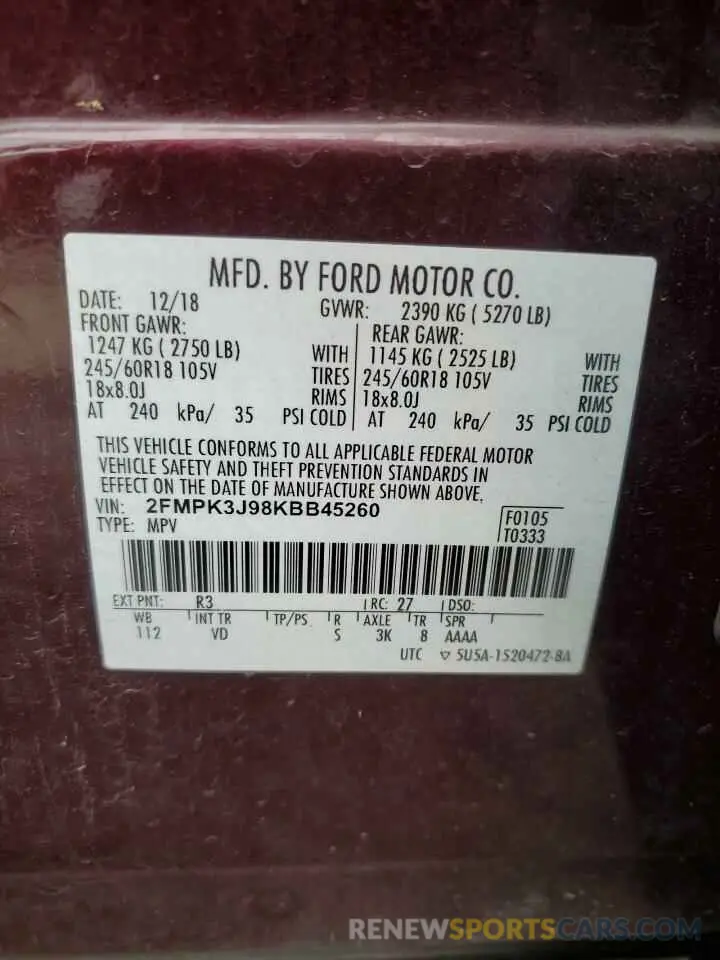 MFD. BY FORD MOTOR CO.
DATE: 12/18 GVWR: 2390 KG ( 5270 LB)
FRONT GAWR: REAR GAWR:
1247 KG ( 2750 LB) WITH 1145 KG ( 2525 LB) WITH
245/60R18 105V TIRES 245/60R18 105V TIRES
18x8.0J RIMS 18x8.0J RIMS
AT 240 kPa/ 35 PSI COLD AT 240 kPa/ 35 PSI COLD
THIS VEHICLE CONFORMS TO ALL APPLICABLE FEDERAL MOTOR
VEHICLE SAFETY AND THEFT PREVENTION STANDARDS IN
EFFECT ON THE DATE OF MANUFACTURE SHOWN ABOVE.
VIN: 2FMPK3J98KBB45260 F0105
TYPE: MPV T0333
EXT PNT: R3 RC: 27 DSO:
WB INT TR TP/PS R AXLE TR SPR
112 VD S 3K 8 AAAA
UTC ▽ 5U5A-1520472-BA
RENEWSPORTSCARS.COM